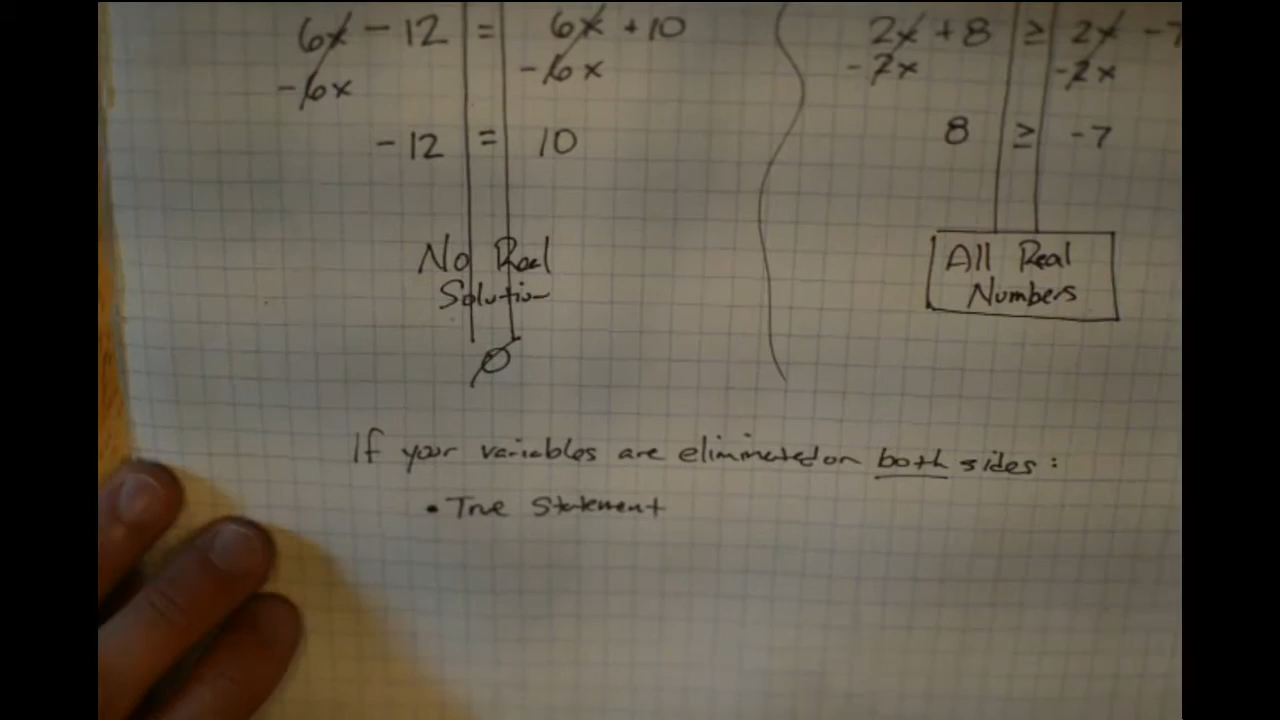 6x - 12 = 6x + 10
-6x -6x
-12 = 10
No Real
Solution
∅
2x + 8 ≥ 2x - 7
-2x -2x
8 ≥ -7
All Real
Numbers
If your variables are eliminated on both sides:
• True Statement